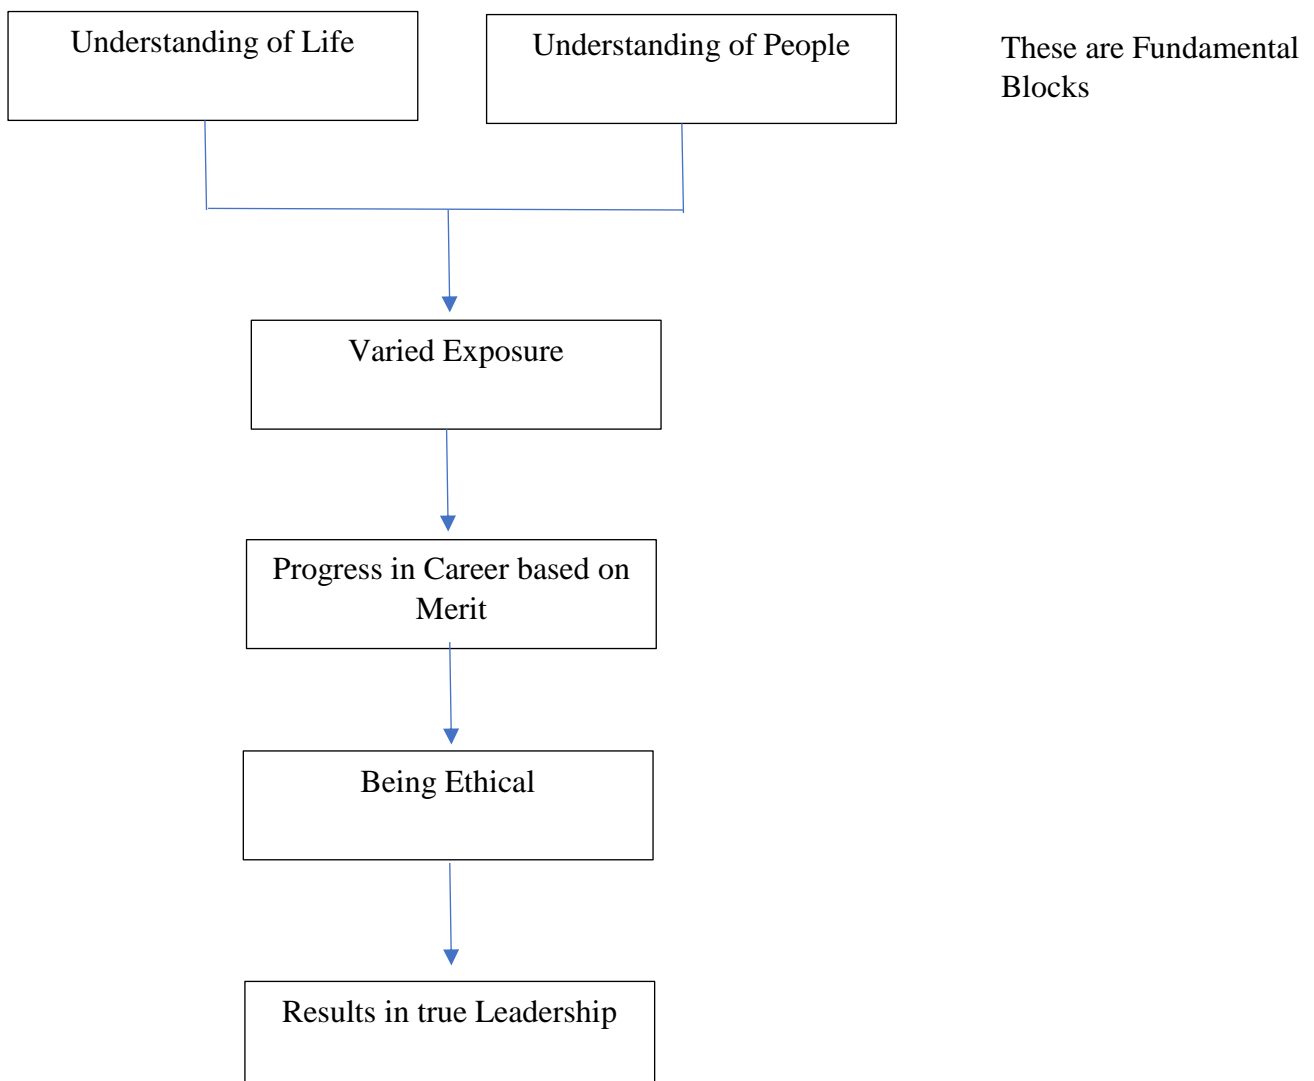 Understanding of Life
Understanding of People
These are Fundamental
Blocks
Varied Exposure
Progress in Career based on
Merit
Being Ethical
Results in true Leadership